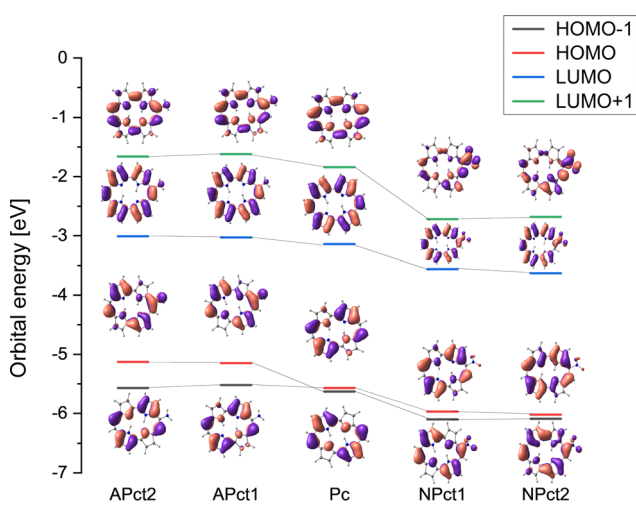 HOMO-1
HOMO
LUMO
LUMO+1
Orbital energy [eV]
0
-1
-2
-3
-4
-5
-6
-7
APct2 APct1 Pc NPct1 NPct2